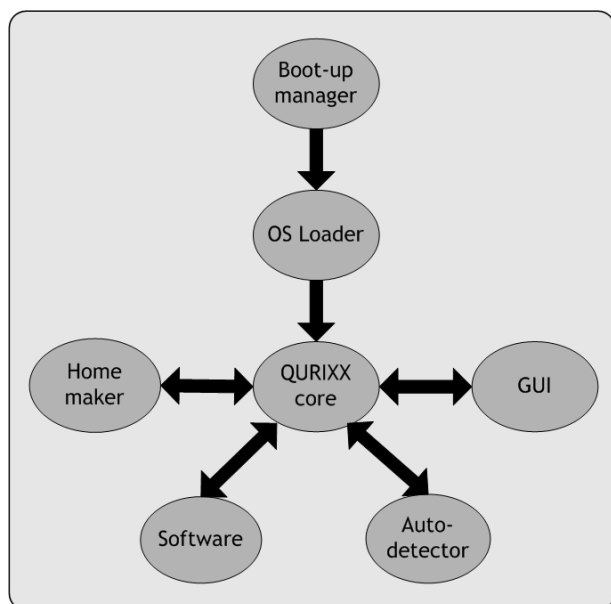 Boot-up
manager
OS Loader
Home
maker
QURIXX
core
GUI
Software
Auto-
detector